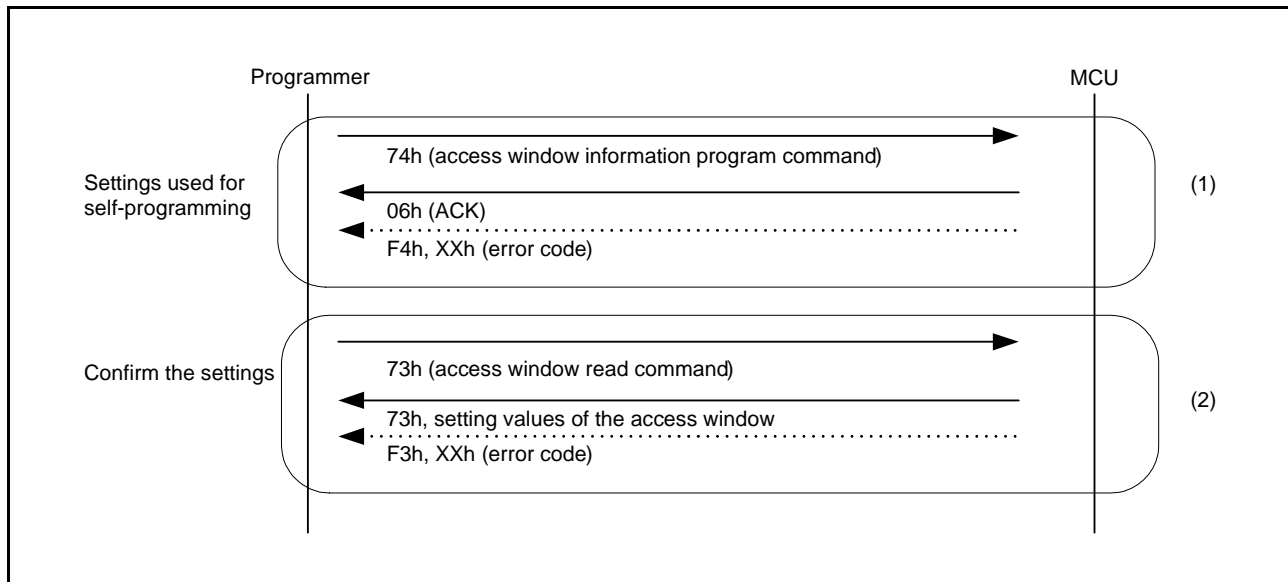 Programmer
MCU
74h (access window information program command)
Settings used for
self-programming
06h (ACK)
F4h, XXh (error code)
(1)
73h (access window read command)
Confirm the settings
73h, setting values of the access window
F3h, XXh (error code)
(2)